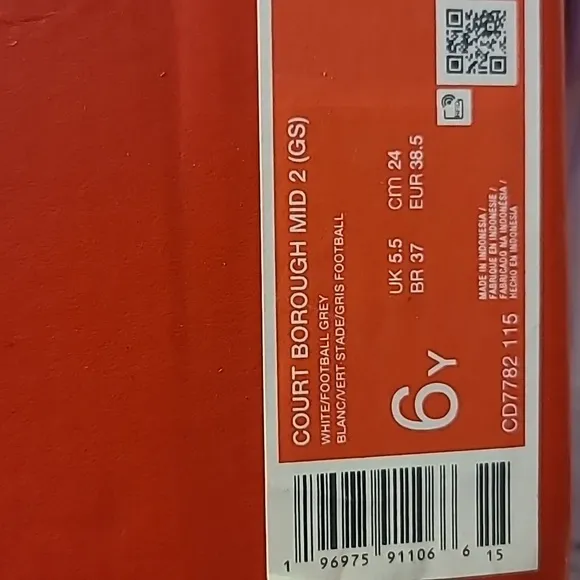 COURT BOROUGH MID 2 (GS)
WHITE/FOOTBALL GREY
BLANC/VERT STADE/GRIS FOOTBALL
6Y
UK 5.5 cm 24
BR 37 EUR 38.5
CD7782 115
MADE IN INDONESIA /
FABRIQUE EN INDONESIE /
FABRICADO NA INDONÉSIA /
HECHO EN INDONESIA
1 96975 91106 6 15